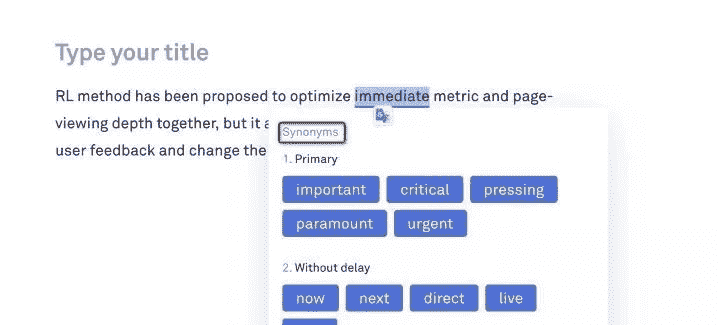 Type your title
RL method has been proposed to optimize immediate metric and page-
viewing depth together, but it
user feedback and change the
Synonyms
1. Primary
important critical pressing
paramount urgent
2. Without delay
now next direct live